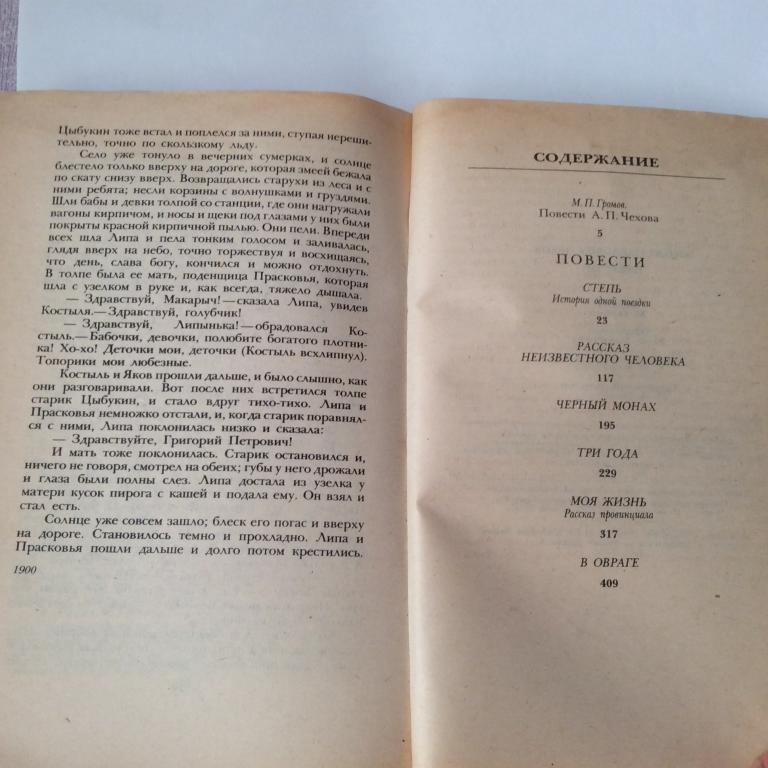 Цыбукин тоже встал и поплелся за ними, ступая нереши-
тельно, точно по скользкому льду.
Село уже тонуло в вечерних сумерках, и солнце
блестело только вверху на дороге, которая змеей бежала
по скату снизу вверх. Возвращались старухи из леса и с
ними ребята; несли корзины с волнушками и груздями.
Шли бабы и девки толпой со станции, где они нагружали
вагоны кирпичом, и носы и щеки под глазами у них были
покрыты красной кирпичной пылью. Они пели. Впереди
всех шла Липа и пела тонким голосом и заливалась,
глядя вверх на небо, точно торжествуя и восхищаясь,
что день, слава богу, кончился и можно отдохнуть.
В толпе была ее мать, поденщица Прасковья, которая
шла с узелком в руке и, как всегда, тяжело дышала.
— Здравствуй, Макарыч!—сказала Липа, увидев
Костыля.—Здравствуй, голубчик!
— Здравствуй, Липынька!—обрадовался Ко-
стыль.—Бабочки, девочки, полюбите богатого плотни-
ка! Хо-хо! Деточки мои, деточки (Костыль всхлипнул).
Топорики мои любезные.
Костыль и Яков прошли дальше, и было слышно, как
они разговаривали. Вот после них встретился толпе
старик Цыбукин, и стало вдруг тихо-тихо. Липа и
Прасковья немножко отстали, и, когда старик поравнял-
ся с ними, Липа поклонилась низко и сказала:
— Здравствуйте, Григорий Петрович!
И мать тоже поклонилась. Старик остановился и,
ничего не говоря, смотрел на обеих; губы у него дрожали
и глаза были полны слез. Липа достала из узелка у
матери кусок пирога с кашей и подала ему. Он взял и
стал есть.
Солнце уже совсем зашло; блеск его погас и вверху
на дороге. Становилось темно и прохладно. Липа и
Прасковья пошли дальше и долго потом крестились.
1900
СОДЕРЖАНИЕ
М. П. Громов.
Повести А. П. Чехова
5
ПОВЕСТИ
СТЕПЬ
История одной поездки
23
РАССКАЗ
НЕИЗВЕСТНОГО ЧЕЛОВЕКА
117
ЧЕРНЫЙ МОНАХ
195
ТРИ ГОДА
229
МОЯ ЖИЗНЬ
Рассказ провинциала
317
В ОВРАГЕ
409